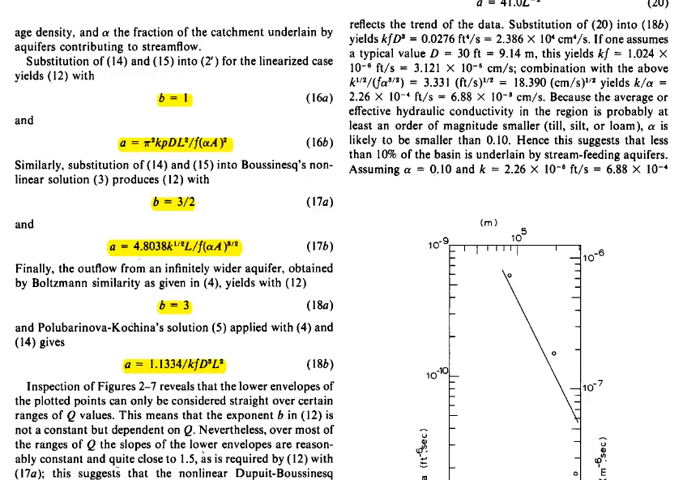 age density, and α the fraction of the catchment underlain by
aquifers contributing to streamflow.
Substitution of (14) and (15) into (2′) for the linearized case
yields (12) with
b = 1 (16a)
and
a = π²kpDL²/f(αA)² (16b)
Similarly, substitution of (14) and (15) into Boussinesq's non-
linear solution (3) produces (12) with
b = 3/2 (17a)
and
a = 4.8038k¹/²L/f(αA)³/² (17b)
Finally, the outflow from an infinitely wider aquifer, obtained
by Boltzmann similarity as given in (4), yields with (12)
b = 3 (18a)
and Polubarinova-Kochina's solution (5) applied with (4) and
(14) gives
a = 1.1334/kfD³L² (18b)
Inspection of Figures 2–7 reveals that the lower envelopes of
the plotted points can only be considered straight over certain
ranges of Q values. This means that the exponent b in (12) is
not a constant but dependent on Q. Nevertheless, over most of
the ranges of Q the slopes of the lower envelopes are reason-
ably constant and quite close to 1.5, as is required by (12) with
(17a); this suggests that the nonlinear Dupuit-Boussinesq
(20)
reflects the trend of the data. Substitution of (20) into (18b)
yields kfD³ = 0.0276 ft⁴/s = 2.386 × 10⁴ cm⁴/s. If one assumes
a typical value D = 30 ft = 9.14 m, this yields kf = 1.024 ×
10⁻⁶ ft/s = 3.121 × 10⁻⁵ cm/s; combination with the above
k¹/²/(fα³/²) = 3.331 (ft/s)¹/² = 18.390 (cm/s)¹/² yields k/α =
2.26 × 10⁻⁴ ft/s = 6.88 × 10⁻³ cm/s. Because the average or
effective hydraulic conductivity in the region is probably at
least an order of magnitude smaller (till, silt, or loam), α is
likely to be smaller than 0.10. Hence this suggests that less
than 10% of the basin is underlain by stream-feeding aquifers.
Assuming α = 0.10 and k = 2.26 × 10⁻⁵ ft/s = 6.88 × 10⁻⁴
(m)
10⁵
10⁻⁹
10⁻⁶
10⁻¹⁰
10⁻⁷